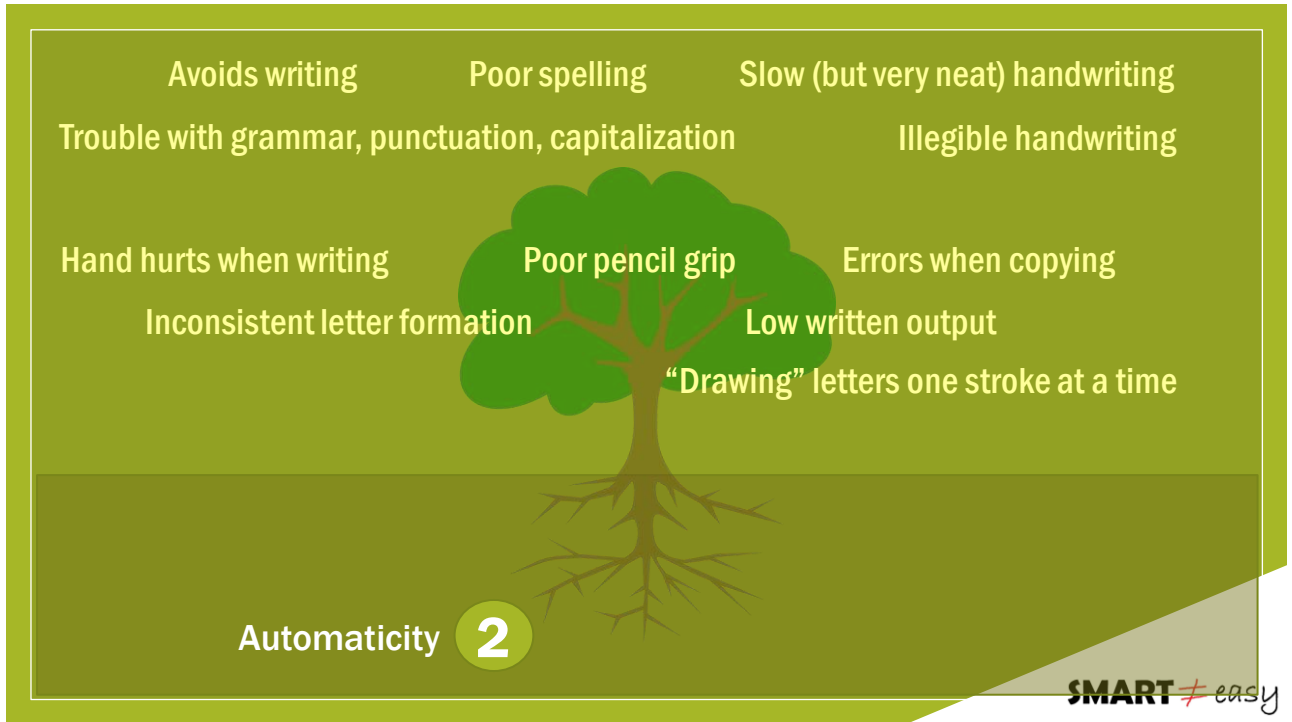 Avoids writing Poor spelling Slow (but very neat) handwriting
Trouble with grammar, punctuation, capitalization Illegible handwriting
Hand hurts when writing Poor pencil grip Errors when copying
Inconsistent letter formation Low written output
“Drawing” letters one stroke at a time
Automaticity 2
SMART ≠ easy